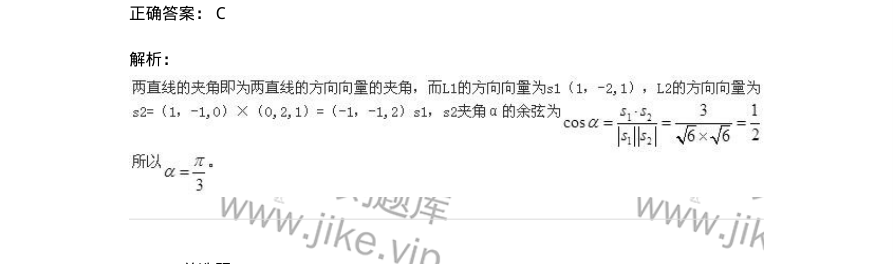 正确答案: C
解析:
两直线的夹角即为两直线的方向向量的夹角，而L1的方向向量为s1（1，-2,1），L2的方向向量为
s2=（1，-1,0）×（0,2,1）=（-1，-1,2）s1，s2夹角α的余弦为 cosα = s₁·s₂ / |s₁||s₂| = 3 / √6×√6 = 1/2
所以 α = π/3。
题库
www.jike.vip
www.jik